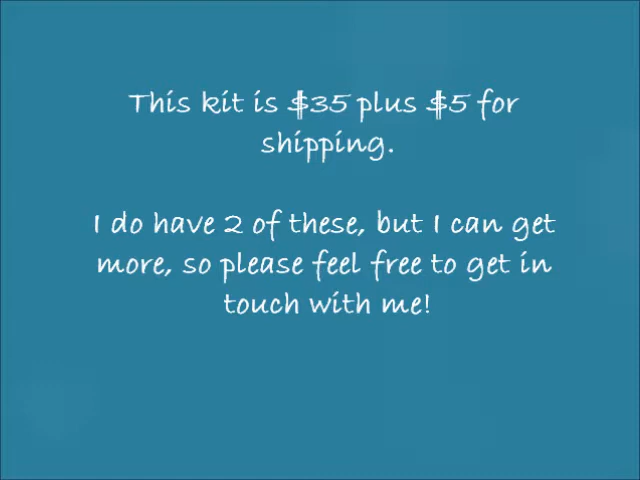 This kit is $35 plus $5 for
shipping.
I do have 2 of these, but I can get
more, so please feel free to get in
touch with me!